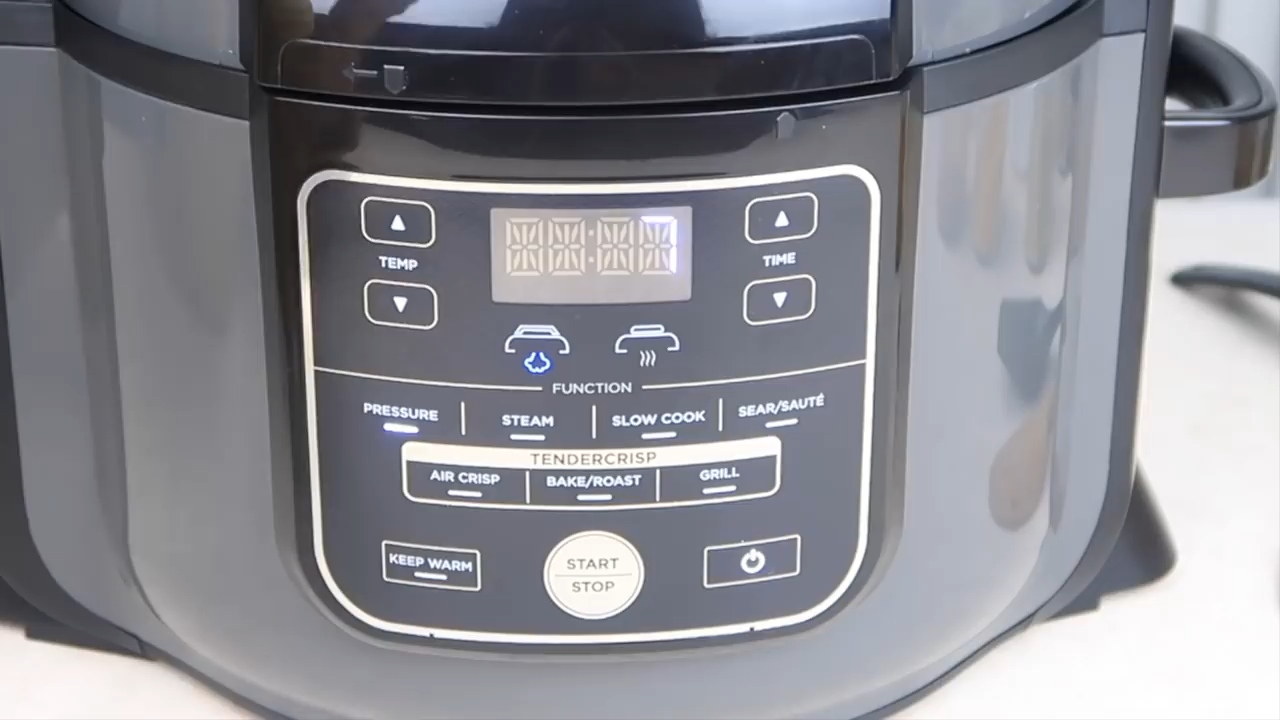 TEMP
TIME
FUNCTION
PRESSURE
STEAM
SLOW COOK
SEAR/SAUTÉ
TENDERCRISP
AIR CRISP
BAKE/ROAST
GRILL
KEEP WARM
START
STOP